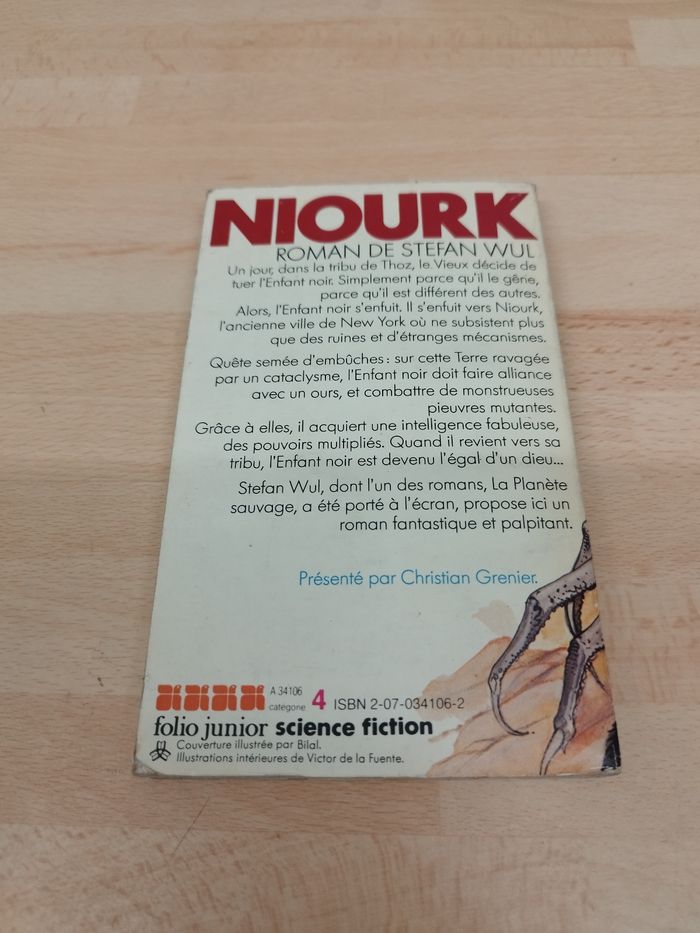 NIOURK
ROMAN DE STEFAN WUL
Un jour, dans la tribu de Thoz, le Vieux décide de
tuer l'Enfant noir. Simplement parce qu'il le gêne,
parce qu'il est différent des autres.
Alors, l'Enfant noir s'enfuit. Il s'enfuit vers Niourk,
l'ancienne ville de New York où ne subsistent plus
que des ruines et d'étranges mécanismes.
Quête semée d'embûches : sur cette Terre ravagée
par un cataclysme, l'Enfant noir doit faire alliance
avec un ours, et combattre de monstrueuses
pieuvres mutantes.
Grâce à elles, il acquiert une intelligence fabuleuse,
des pouvoirs multipliés. Quand il revient vers sa
tribu, l'Enfant noir est devenu l'égal d'un dieu...
Stefan Wul, dont l'un des romans, La Planète
sauvage, a été porté à l'écran, propose ici un
roman fantastique et palpitant.
Présenté par Christian Grenier.
A 34106
catégorie 4 ISBN 2-07-034106-2
folio junior science fiction
Couverture illustrée par Bilal.
Illustrations intérieures de Victor de la Fuente.